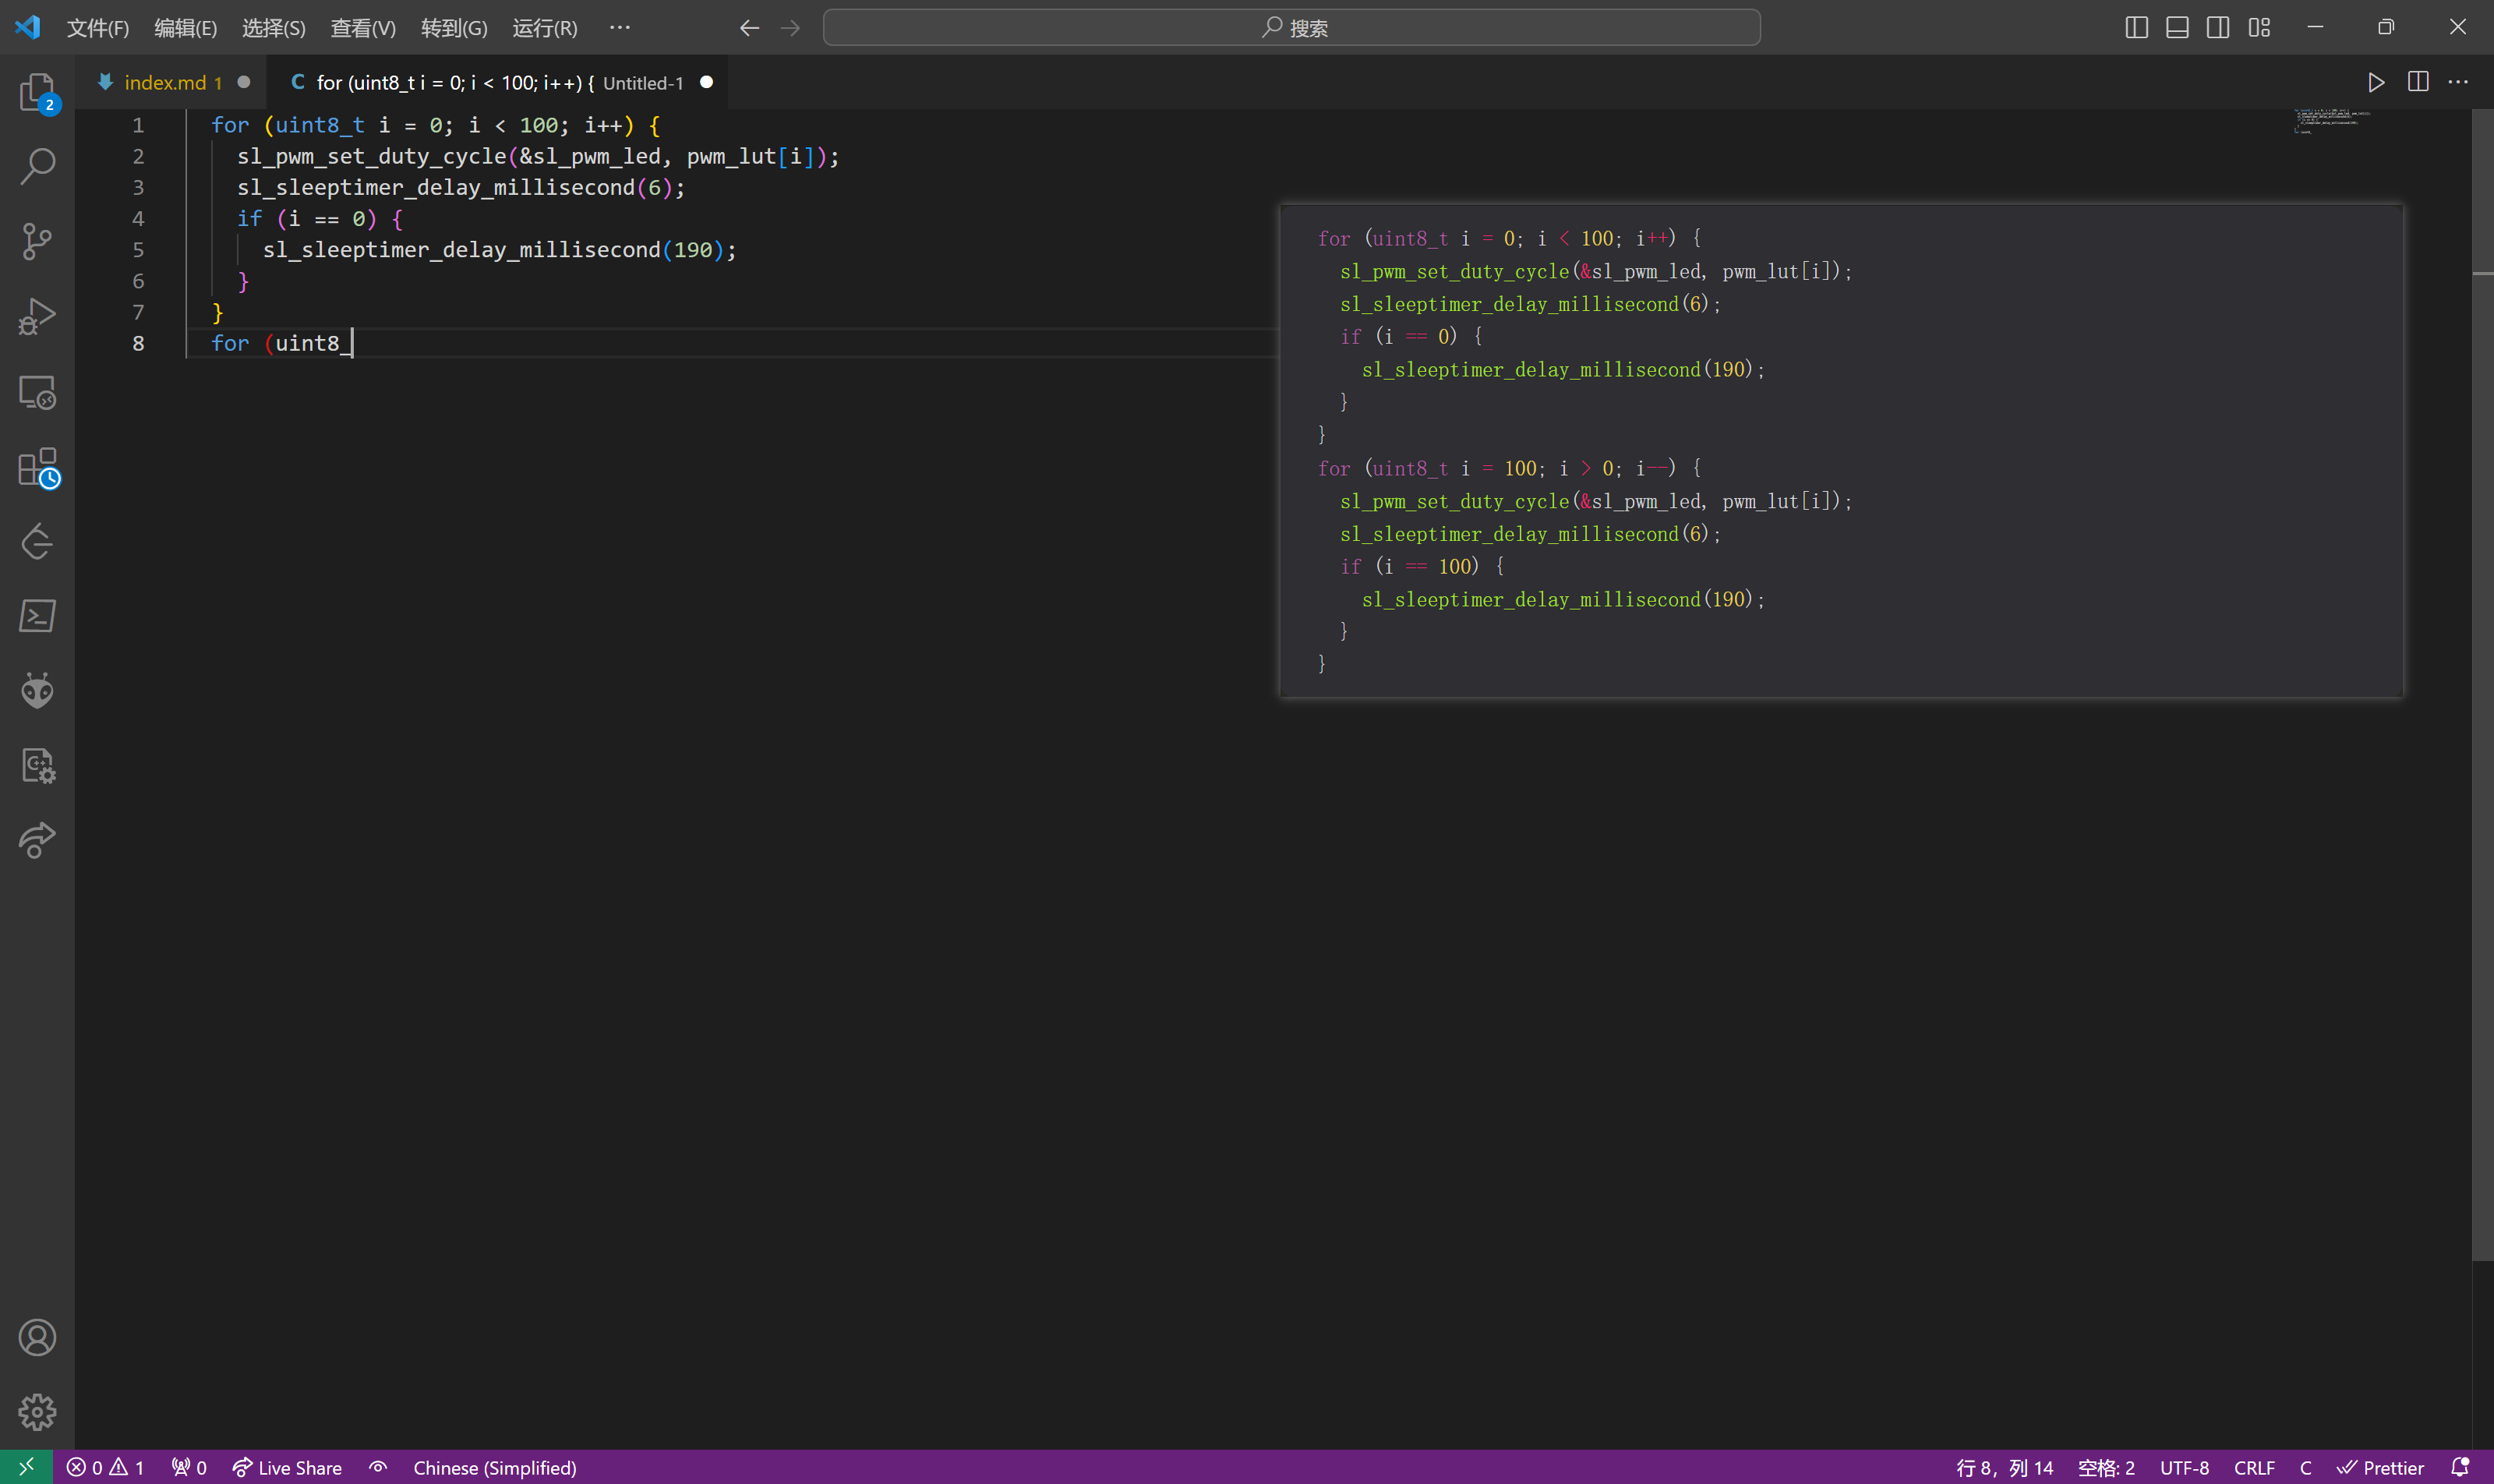 文件(F) 编辑(E) 选择(S) 查看(V) 转到(G) 运行(R) ··· 搜索
index.md 1 C for (uint8_t i = 0; i < 100; i++) { Untitled-1
2
1 for (uint8_t i = 0; i < 100; i++) {
2 sl_pwm_set_duty_cycle(&sl_pwm_led, pwm_lut[i]);
3 sl_sleeptimer_delay_millisecond(6);
4 if (i == 0) {
5 sl_sleeptimer_delay_millisecond(190);
6 }
7 }
8 for (uint8_
for (uint8_t i = 0; i < 100; i++) {
sl_pwm_set_duty_cycle(&sl_pwm_led, pwm_lut[i]);
sl_sleeptimer_delay_millisecond(6);
if (i == 0) {
sl_sleeptimer_delay_millisecond(190);
}
}
for (uint8_t i = 100; i > 0; i--) {
sl_pwm_set_duty_cycle(&sl_pwm_led, pwm_lut[i]);
sl_sleeptimer_delay_millisecond(6);
if (i == 100) {
sl_sleeptimer_delay_millisecond(190);
}
}
0 1 0 Live Share Chinese (Simplified) 行 8，列 14 空格: 2 UTF-8 CRLF C Prettier